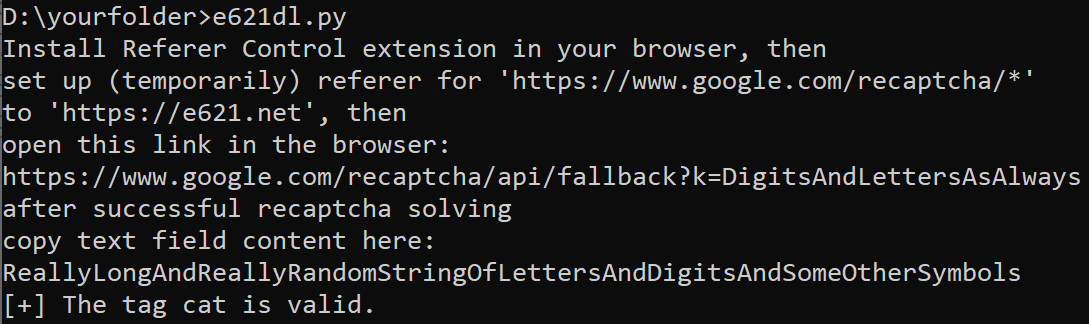 D:\yourfolder>e621dl.py
Install Referer Control extension in your browser, then
set up (temporarily) referer for 'https://www.google.com/recaptcha/*'
to 'https://e621.net', then
open this link in the browser:
https://www.google.com/recaptcha/api/fallback?k=DigitsAndLettersAsAlways
after successful recaptcha solving
copy text field content here:
ReallyLongAndReallyRandomStringOfLettersAndDigitsAndSomeOtherSymbols
[+] The tag cat is valid.